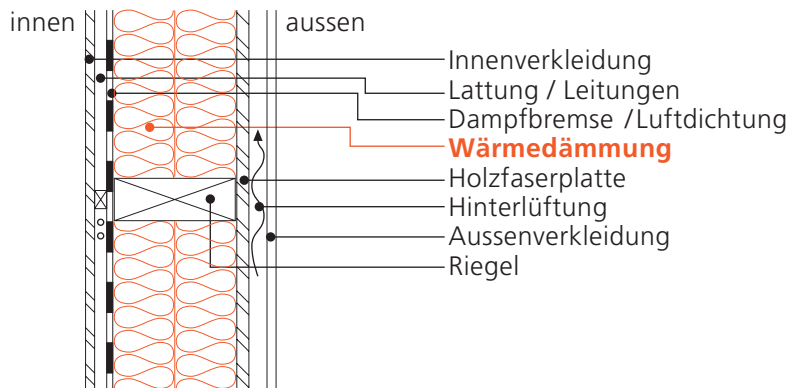 innen
aussen
Innenverkleidung
Lattung / Leitungen
Dampfbremse / Luftdichtung
Wärmedämmung
Holzfaserplatte
Hinterlüftung
Aussenverkleidung
Riegel